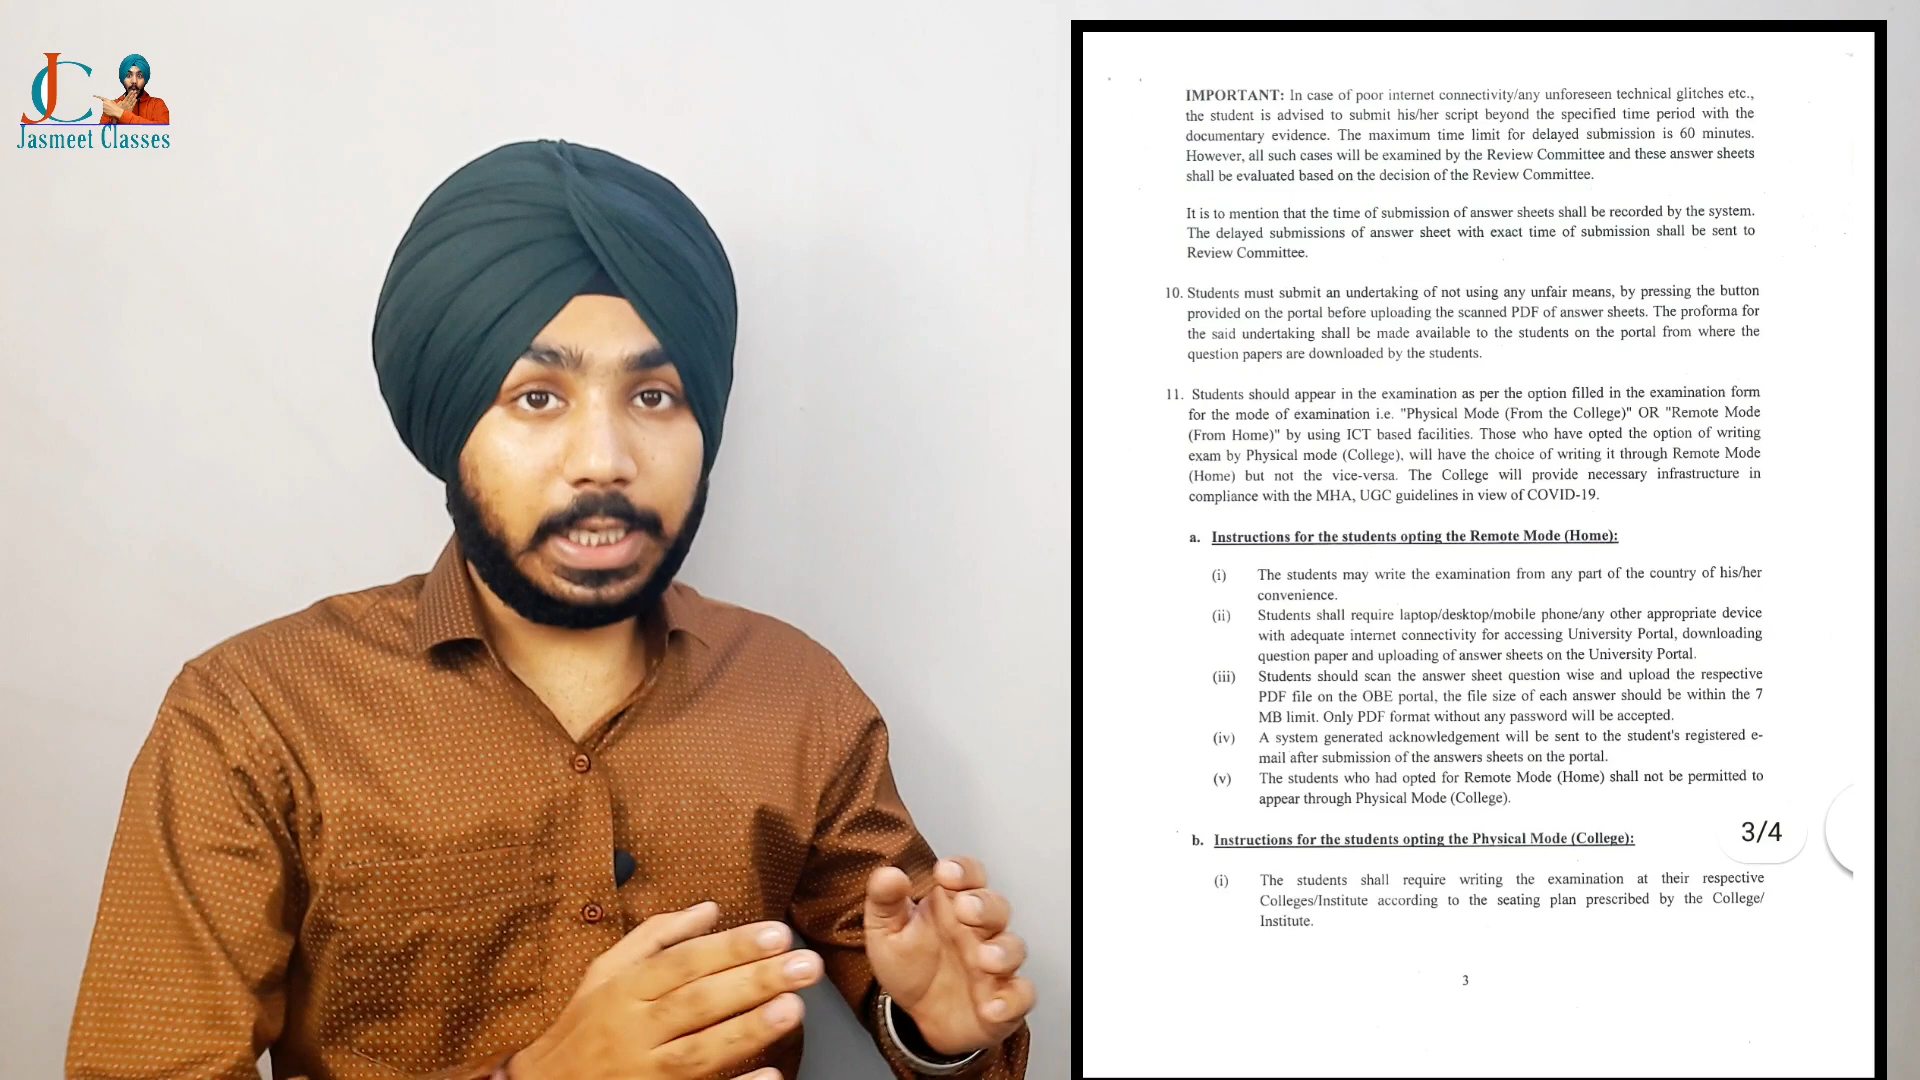 JC
Jasmeet Classes
IMPORTANT: In case of poor internet connectivity/any unforeseen technical glitches etc.,
the student is advised to submit his/her script beyond the specified time period with the
documentary evidence. The maximum time limit for delayed submission is 60 minutes.
However, all such cases will be examined by the Review Committee and these answer sheets
shall be evaluated based on the decision of the Review Committee.
It is to mention that the time of submission of answer sheets shall be recorded by the system.
The delayed submissions of answer sheet with exact time of submission shall be sent to
Review Committee.
10. Students must submit an undertaking of not using any unfair means, by pressing the button
provided on the portal before uploading the scanned PDF of answer sheets. The proforma for
the said undertaking shall be made available to the students on the portal from where the
question papers are downloaded by the students.
11. Students should appear in the examination as per the option filled in the examination form
for the mode of examination i.e. "Physical Mode (From the College)" OR "Remote Mode
(From Home)" by using ICT based facilities. Those who have opted the option of writing
exam by Physical mode (College), will have the choice of writing it through Remote Mode
(Home) but not the vice-versa. The College will provide necessary infrastructure in
compliance with the MHA, UGC guidelines in view of COVID-19.
a. Instructions for the students opting the Remote Mode (Home):
(i) The students may write the examination from any part of the country of his/her
convenience.
(ii) Students shall require laptop/desktop/mobile phone/any other appropriate device
with adequate internet connectivity for accessing University Portal, downloading
question paper and uploading of answer sheets on the University Portal.
(iii) Students should scan the answer sheet question wise and upload the respective
PDF file on the OBE portal, the file size of each answer should be within the 7
MB limit. Only PDF format without any password will be accepted.
(iv) A system generated acknowledgement will be sent to the student's registered e-
mail after submission of the answers sheets on the portal.
(v) The students who had opted for Remote Mode (Home) shall not be permitted to
appear through Physical Mode (College).
3/4
b. Instructions for the students opting the Physical Mode (College):
(i) The students shall require writing the examination at their respective
Colleges/Institute according to the seating plan prescribed by the College/
Institute.
3